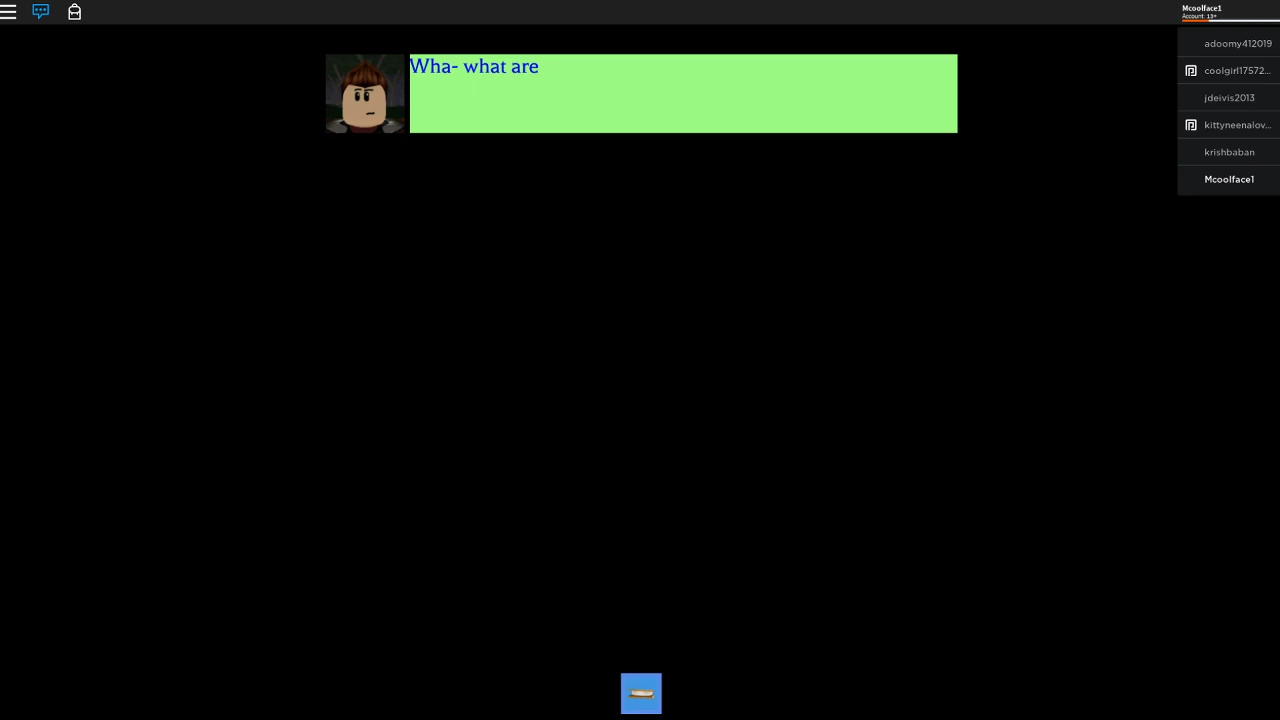 Mcoolface1
Account: 13+
Wha- what are
adoomy412019
coolgirl17572...
jdeivis2013
kittyneenalov...
krishbaban
Mcoolface1